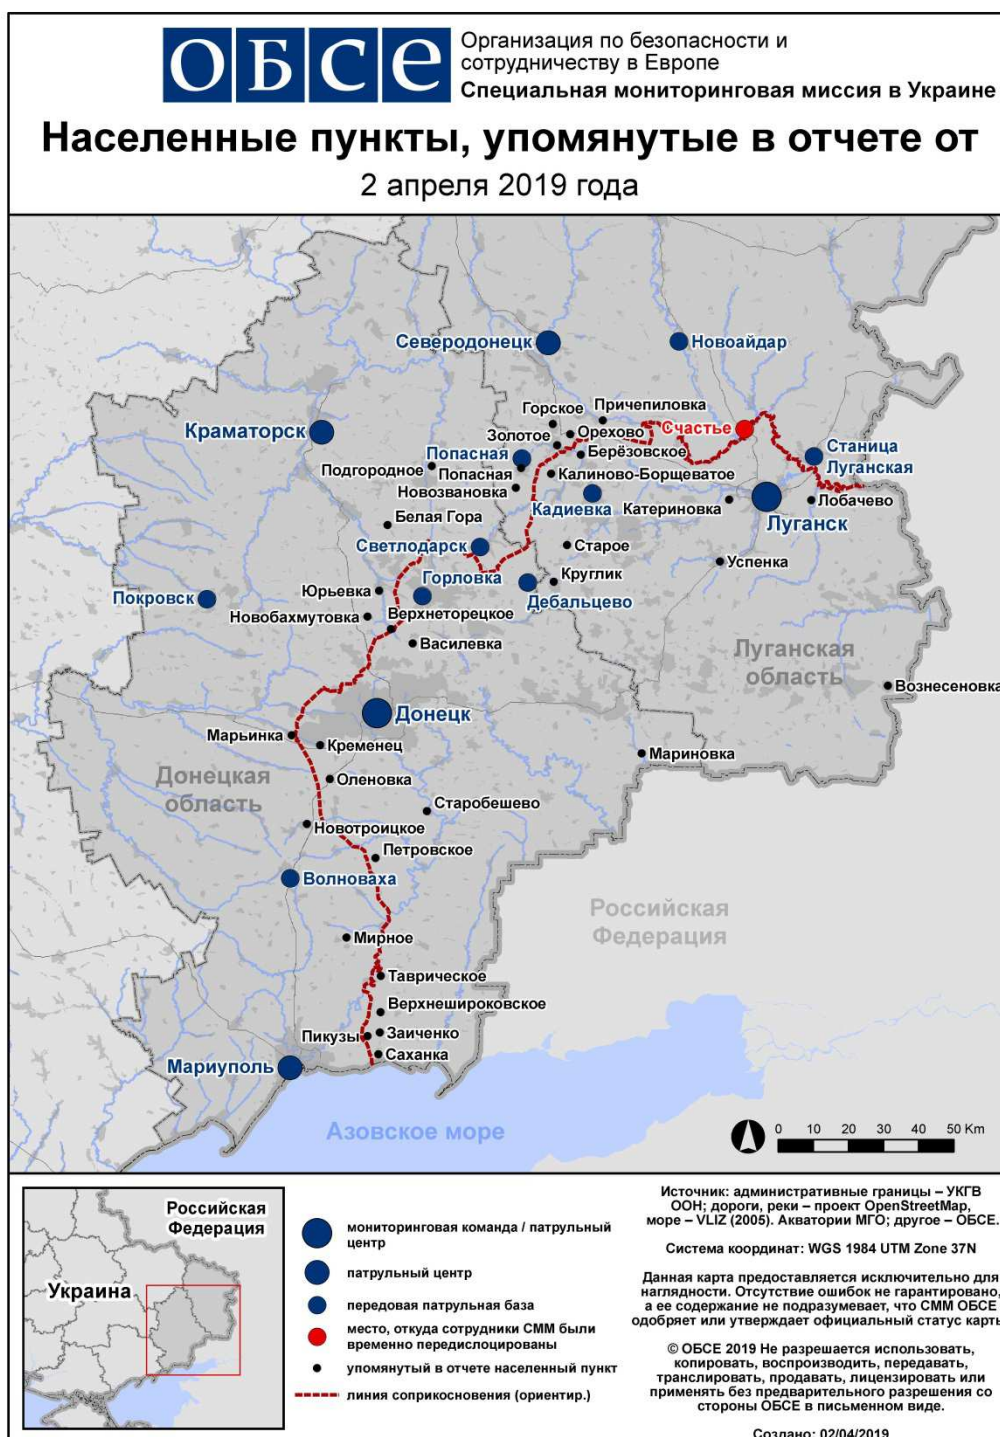 ОБСЕ
Организация по безопасности и
сотрудничеству в Европе
Специальная мониторинговая миссия в Украине
Населенные пункты, упомянутые в отчете от
2 апреля 2019 года
Северодонецк
Новоайдар
Причепиловка
Горское
Краматорск
Орехово
Счастье
Золотое
Станица
Луганская
Попасная
Берёзовское
Подгородное
Попасная
Калиново-Борщеватое
Новозвановка
Кадиевка
Катериновка
Лобачево
Луганск
Белая Гора
Светлодарск
Старое
Успенка
Горловка
Круглик
Дебальцево
Юрьевка
Покровск
Новобахмутовка
Верхнеторецкое
Василевка
Луганская
область
Вознесеновка
Донецк
Марьинка
Кременец
Мариновка
Донецкая
область
Оленовка
Старобешево
Новотроицкое
Петровское
Волноваха
Российская
Федерация
Мирное
Таврическое
Верхнешироковское
Пикузы
Заиченко
Саханка
Мариуполь
Азовское море
0 10 20 30 40 50 Km
Российская
Федерация
Украина
мониторинговая команда / патрульный
центр
патрульный центр
передовая патрульная база
место, откуда сотрудники СММ были
временно передислоцированы
упомянутый в отчете населенный пункт
линия соприкосновения (ориентир.)
Источник: административные границы – УКГВ
ООН; дороги, реки – проект OpenStreetMap,
море – VLIZ (2005). Акватории МГО; другое – ОБСЕ.
Система координат: WGS 1984 UTM Zone 37N
Данная карта предоставляется исключительно для
наглядности. Отсутствие ошибок не гарантировано,
а ее содержание не подразумевает, что СММ ОБСЕ
одобряет или утверждает официальный статус карты
© ОБСЕ 2019 Не разрешается использовать,
копировать, воспроизводить, передавать,
транслировать, продавать, лицензировать или
применять без предварительного разрешения со
стороны ОБСЕ в письменном виде.
Создано: 02/04/2019